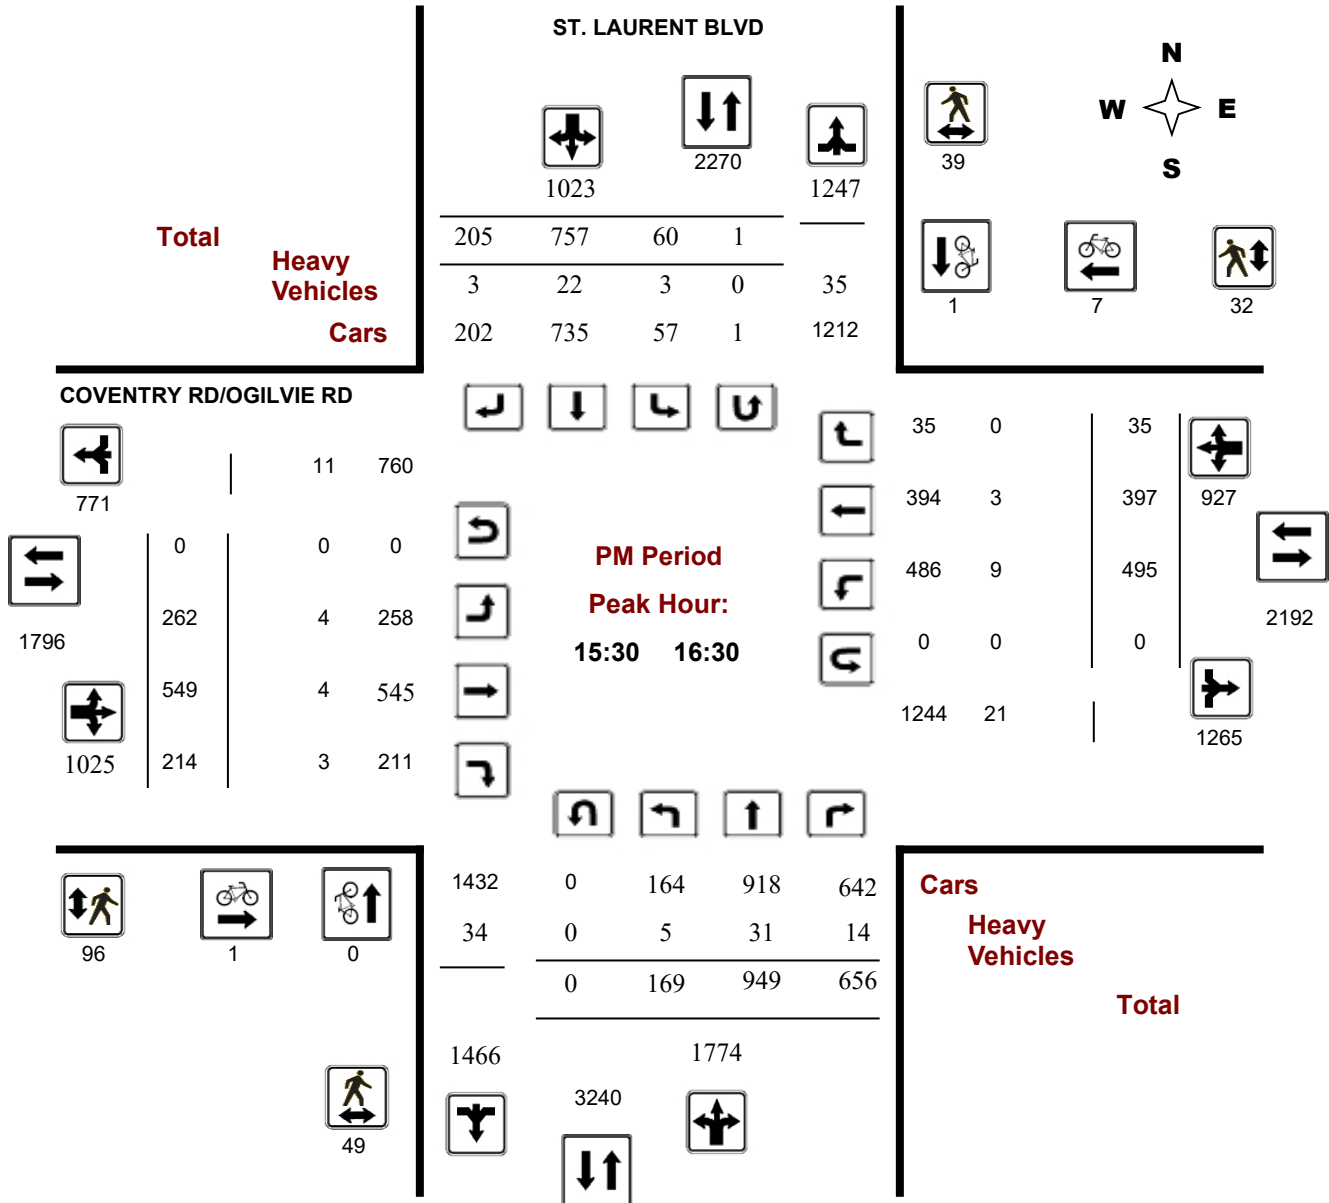 ST. LAURENT BLVD
N
W E
S
2270
39
1023
1247
Total
205 757 60 1
Heavy
Vehicles
3 22 3 0 35
1 7 32
Cars
202 735 57 1 1212
COVENTRY RD/OGILVIE RD
35 0 35
11 760
771
394 3 397 927
0 0 0
PM Period
486 9 495
Peak Hour:
262 4 258
2192
1796
15:30 16:30
0 0 0
549 4 545
1244 21
1265
1025
214 3 211
1432 0 164 918 642
Cars
34 0 5 31 14
Heavy
Vehicles
96 1 0
0 169 949 656
Total
1466 1774
3240
49